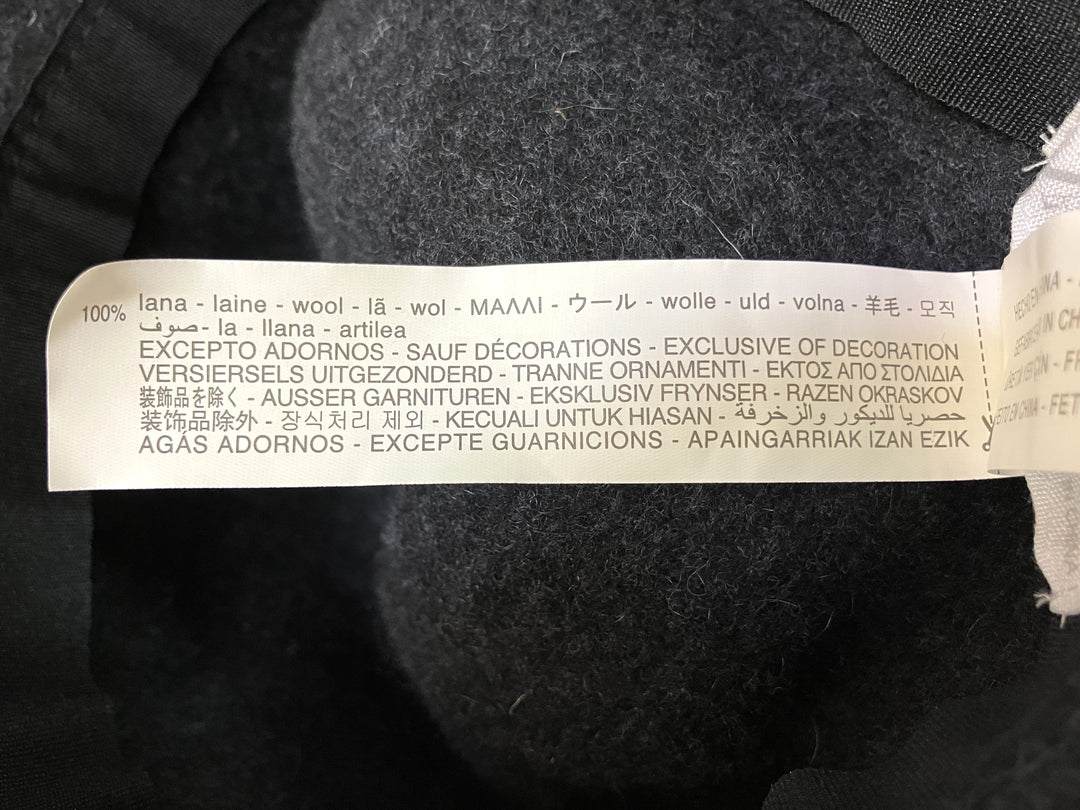 100% lana - laine - wool - lã - wol - ΜΑΛΛΙ - ウール - wolle - uld - volna - 羊毛 - 모직
صوف - la - llana - artilea
EXCEPTO ADORNOS - SAUF DÉCORATIONS - EXCLUSIVE OF DECORATION
VERSIERSELS UITGEZONDERD - TRANNE ORNAMENTI - ΕΚΤΟΣ ΑΠΟ ΣΤΟΛΙΔΙΑ
装飾品を除く - AUSSER GARNITUREN - EKSKLUSIV FRYNSER - RAZEN OKRASKOV
装饰品除外 - 장식처리 제외 - KECUALI UNTUK HIASAN - حصريا للديكور والزخرفة
AGÁS ADORNOS - EXCEPTE GUARNICIONS - APAINGARRIAK IZAN EZIK